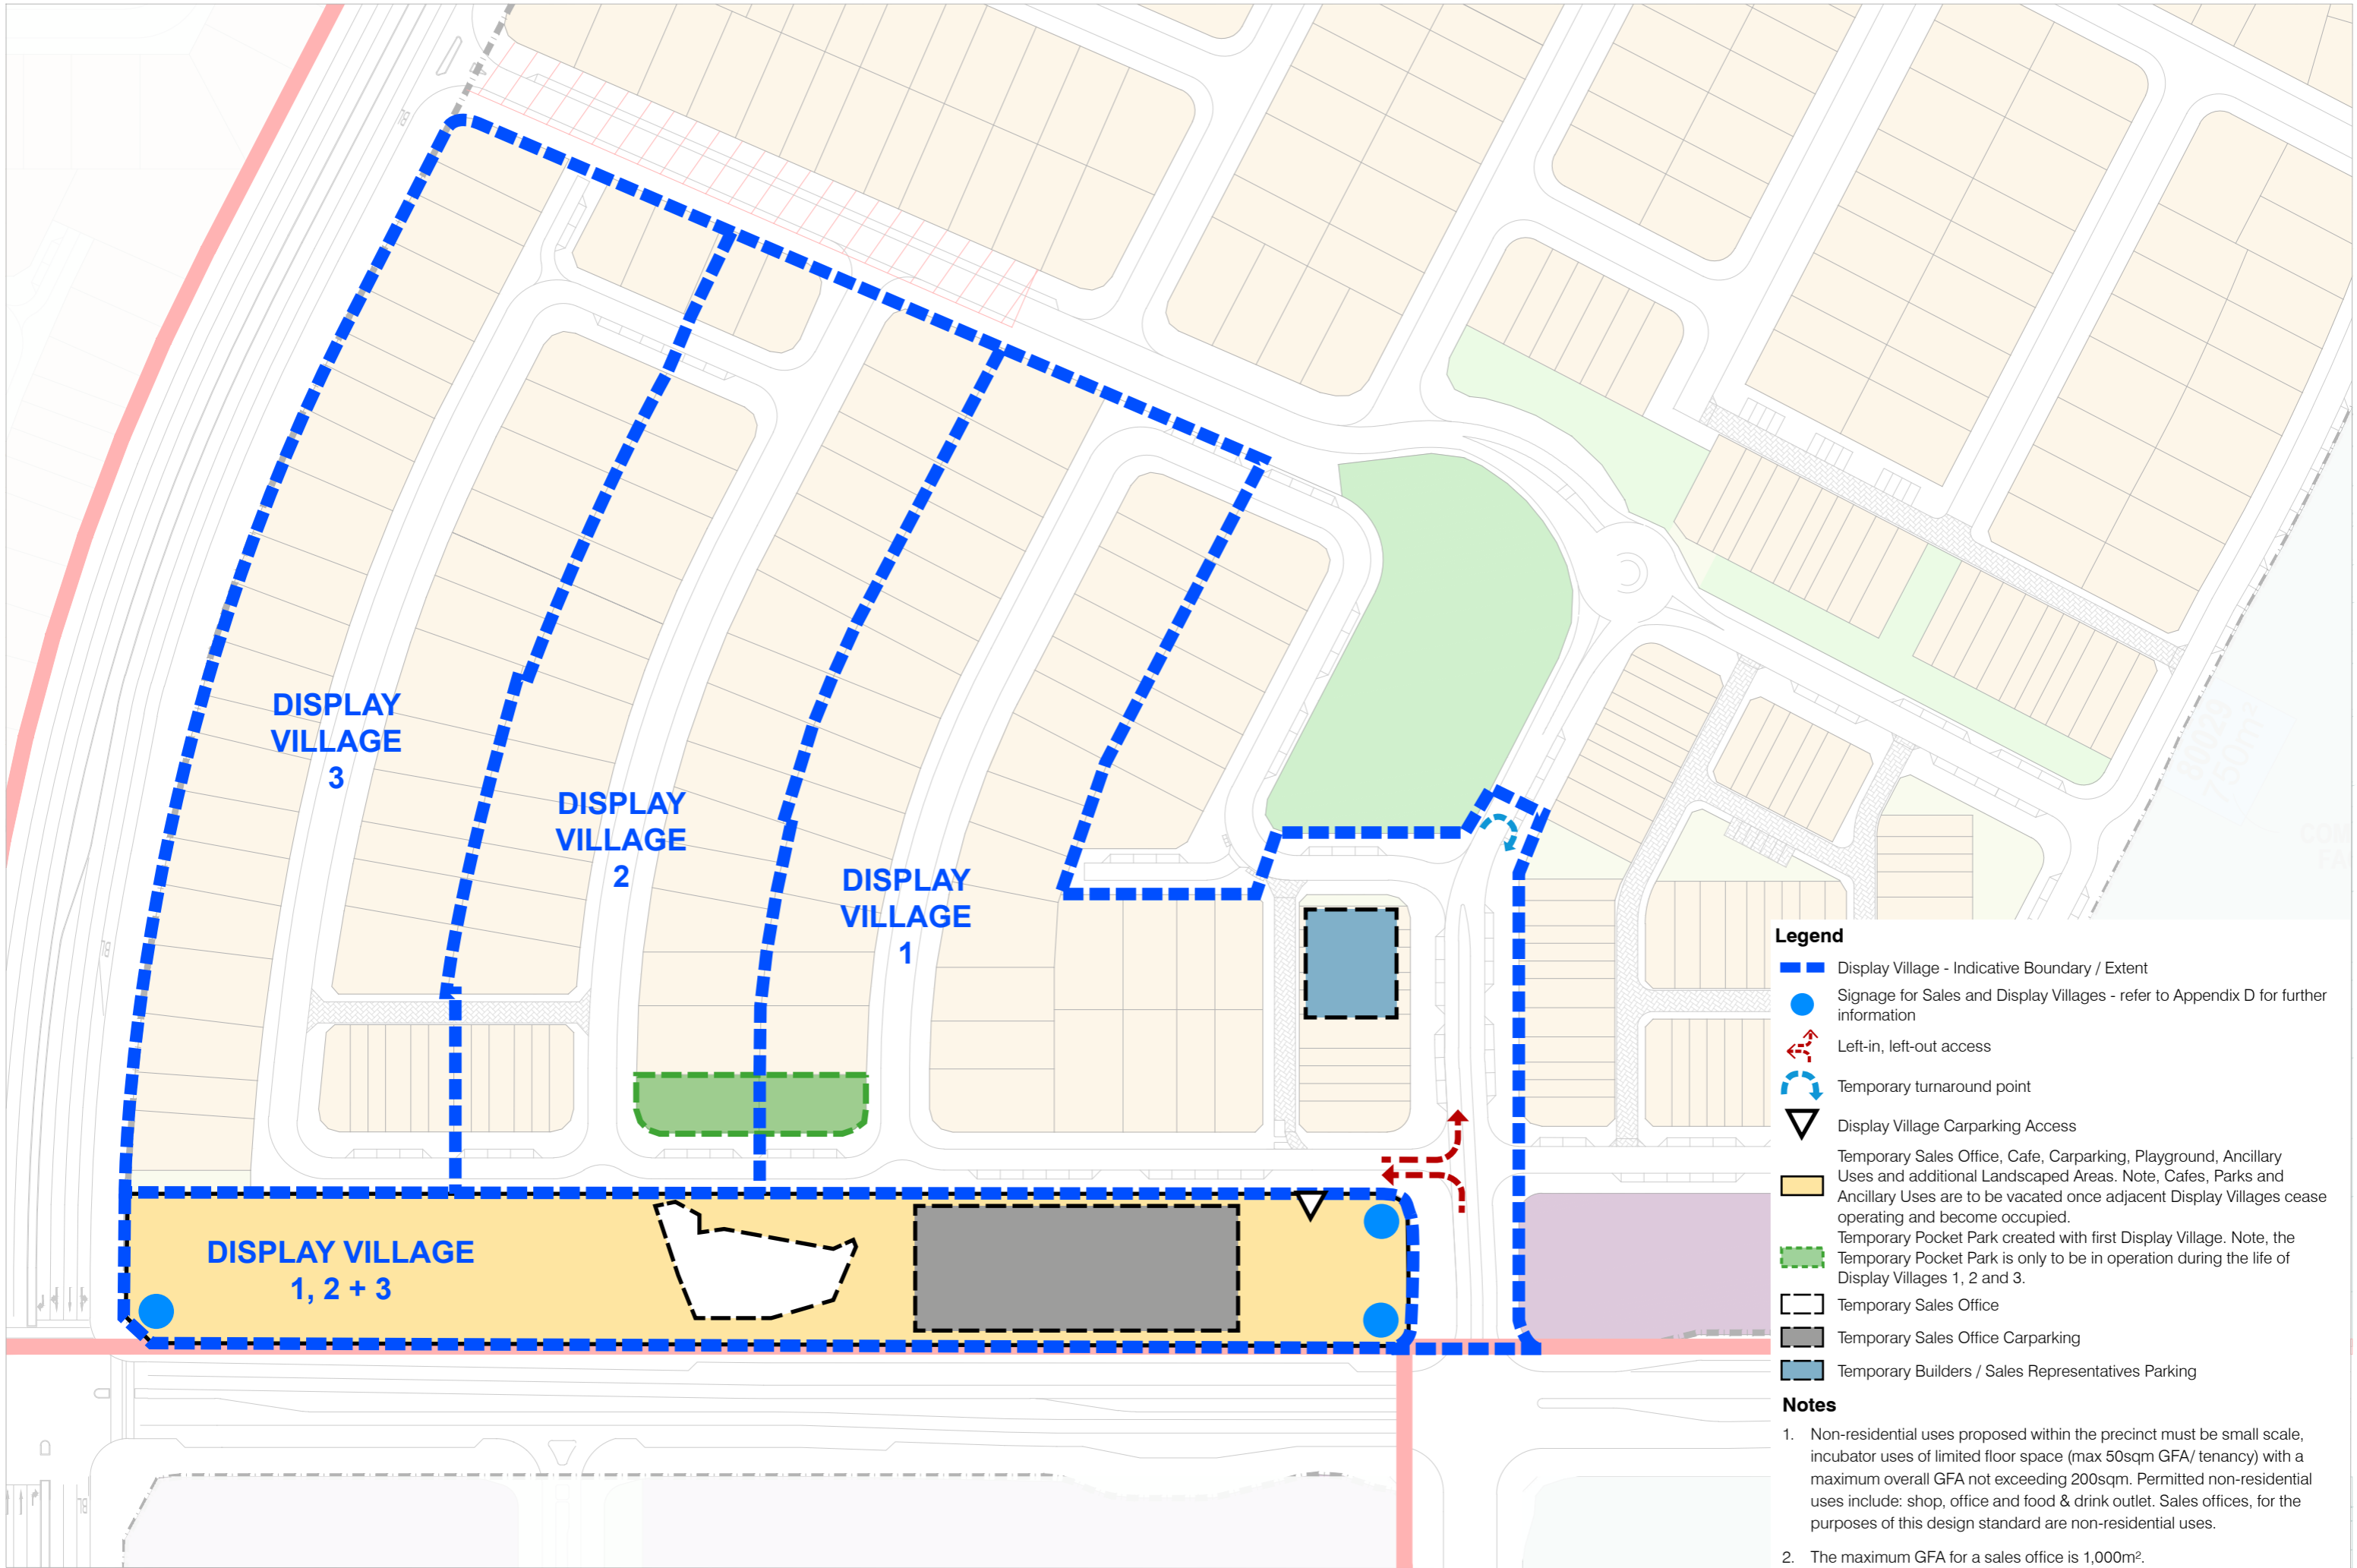 DISPLAY
VILLAGE
3
DISPLAY
VILLAGE
2
DISPLAY
VILLAGE
1
DISPLAY VILLAGE
1, 2 + 3
Legend
Display Village - Indicative Boundary / Extent
Signage for Sales and Display Villages - refer to Appendix D for further
information
Left-in, left-out access
Temporary turnaround point
Display Village Carparking Access
Temporary Sales Office, Cafe, Carparking, Playground, Ancillary
Uses and additional Landscaped Areas. Note, Cafes, Parks and
Ancillary Uses are to be vacated once adjacent Display Villages cease
operating and become occupied.
Temporary Pocket Park created with first Display Village. Note, the
Temporary Pocket Park is only to be in operation during the life of
Display Villages 1, 2 and 3.
Temporary Sales Office
Temporary Sales Office Carparking
Temporary Builders / Sales Representatives Parking
Notes
1. Non-residential uses proposed within the precinct must be small scale,
incubator uses of limited floor space (max 50sqm GFA/ tenancy) with a
maximum overall GFA not exceeding 200sqm. Permitted non-residential
uses include: shop, office and food & drink outlet. Sales offices, for the
purposes of this design standard are non-residential uses.
2. The maximum GFA for a sales office is 1,000m².